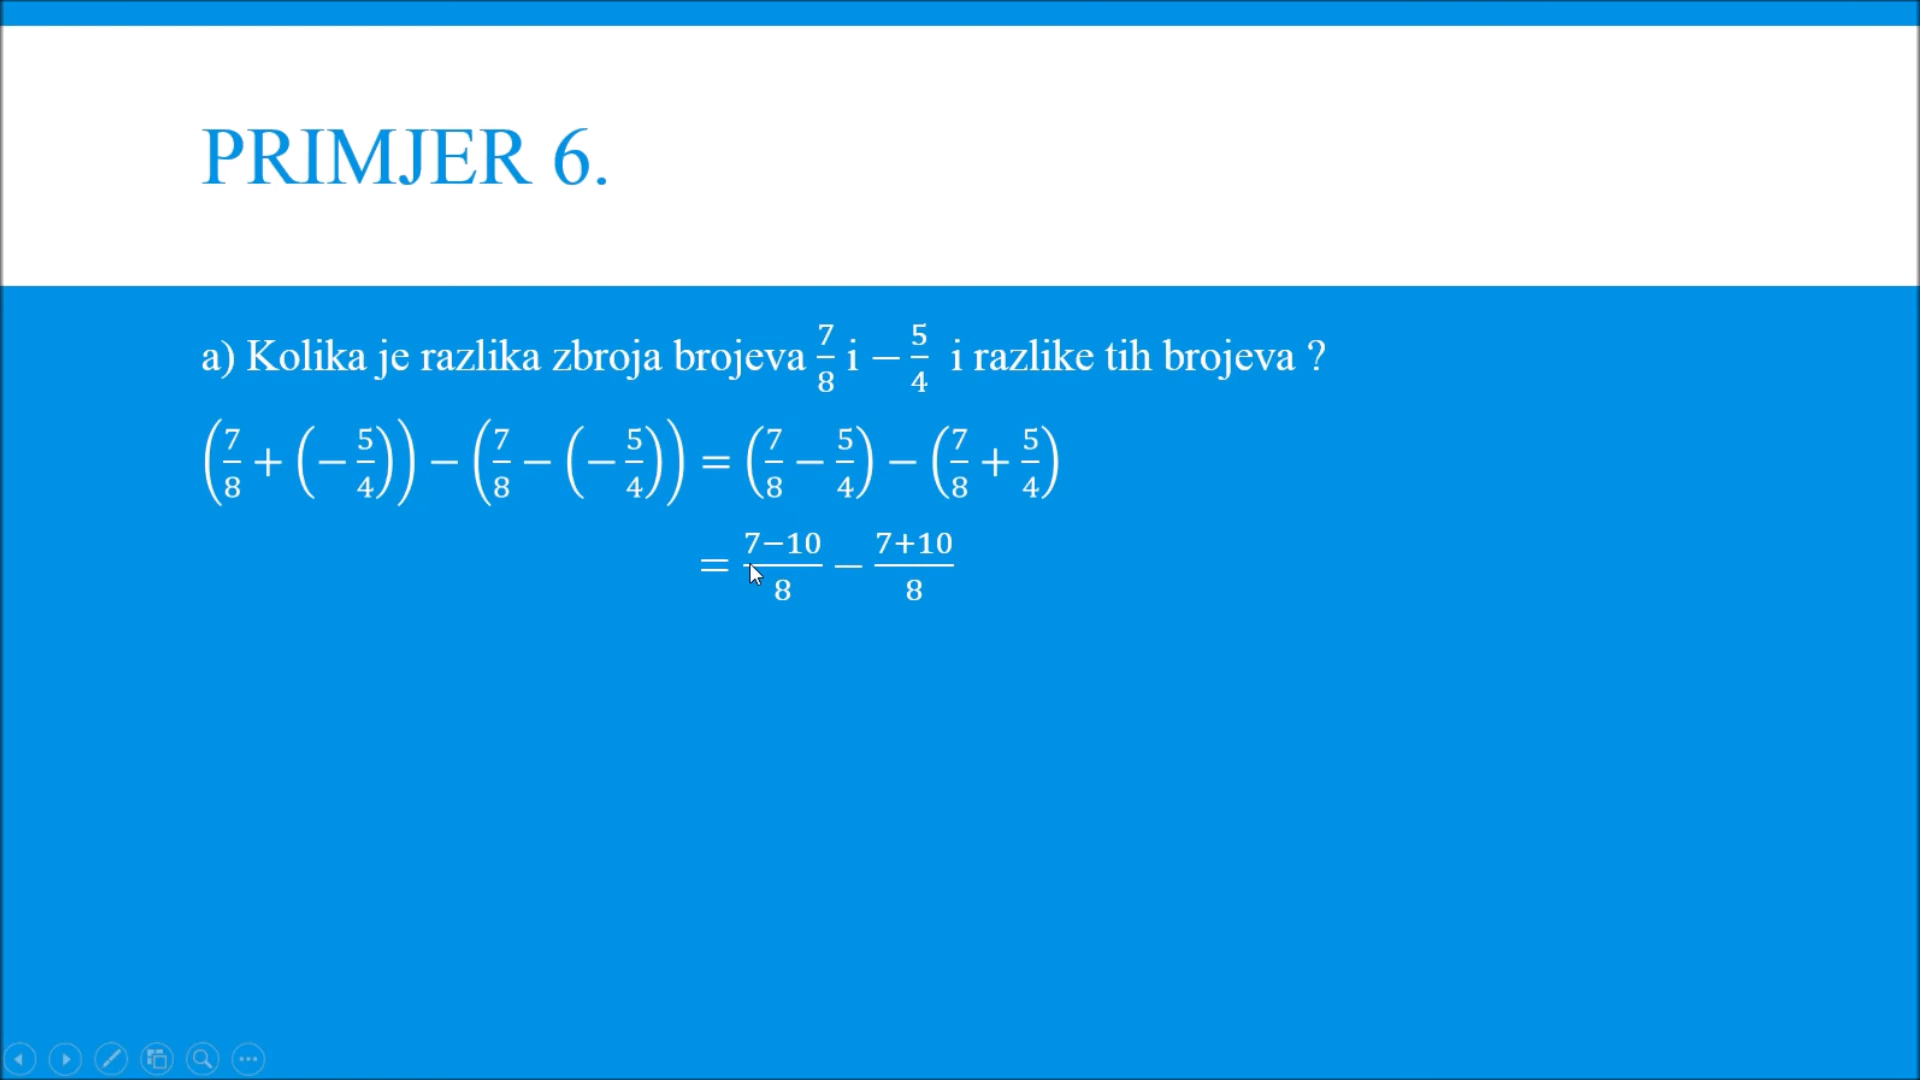 PRIMJER 6.
a) Kolika je razlika zbroja brojeva 7/8 i −5/4 i razlike tih brojeva ?
(7/8 + (−5/4)) − (7/8 − (−5/4)) = (7/8 − 5/4) − (7/8 + 5/4)
= (7−10)/8 − (7+10)/8